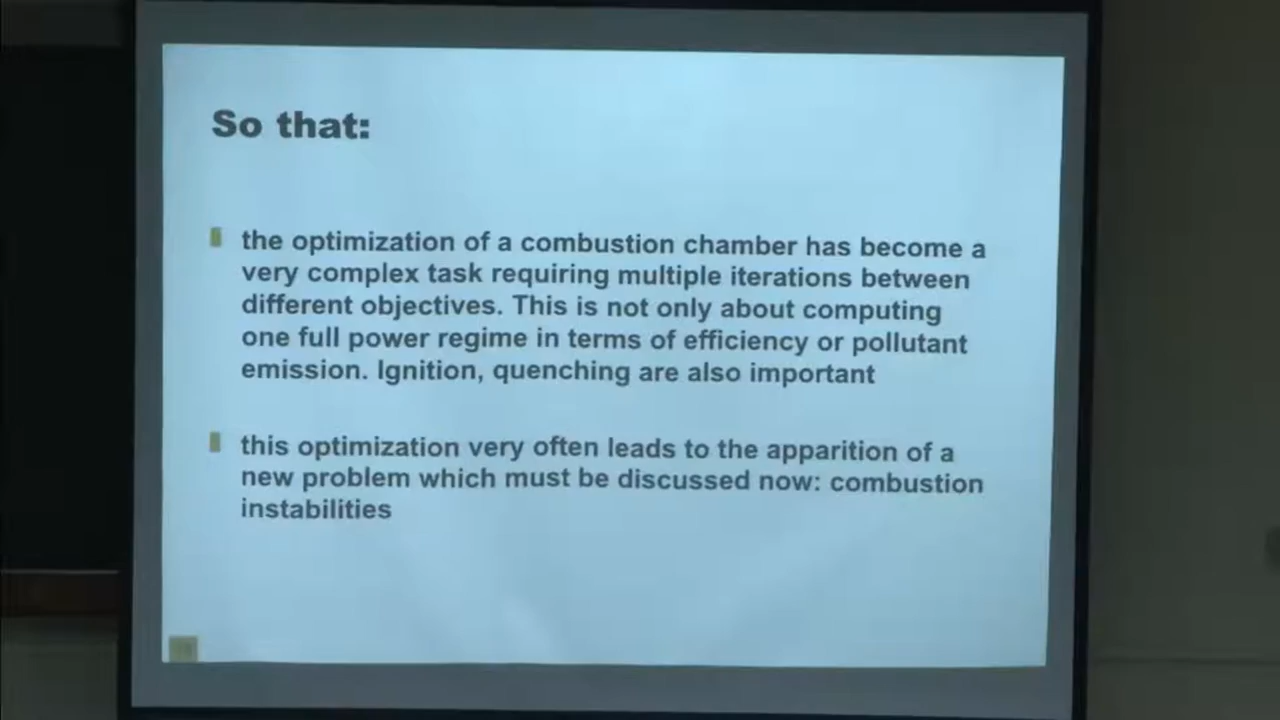 So that:
the optimization of a combustion chamber has become a
very complex task requiring multiple iterations between
different objectives. This is not only about computing
one full power regime in terms of efficiency or pollutant
emission. Ignition, quenching are also important
this optimization very often leads to the apparition of a
new problem which must be discussed now: combustion
instabilities